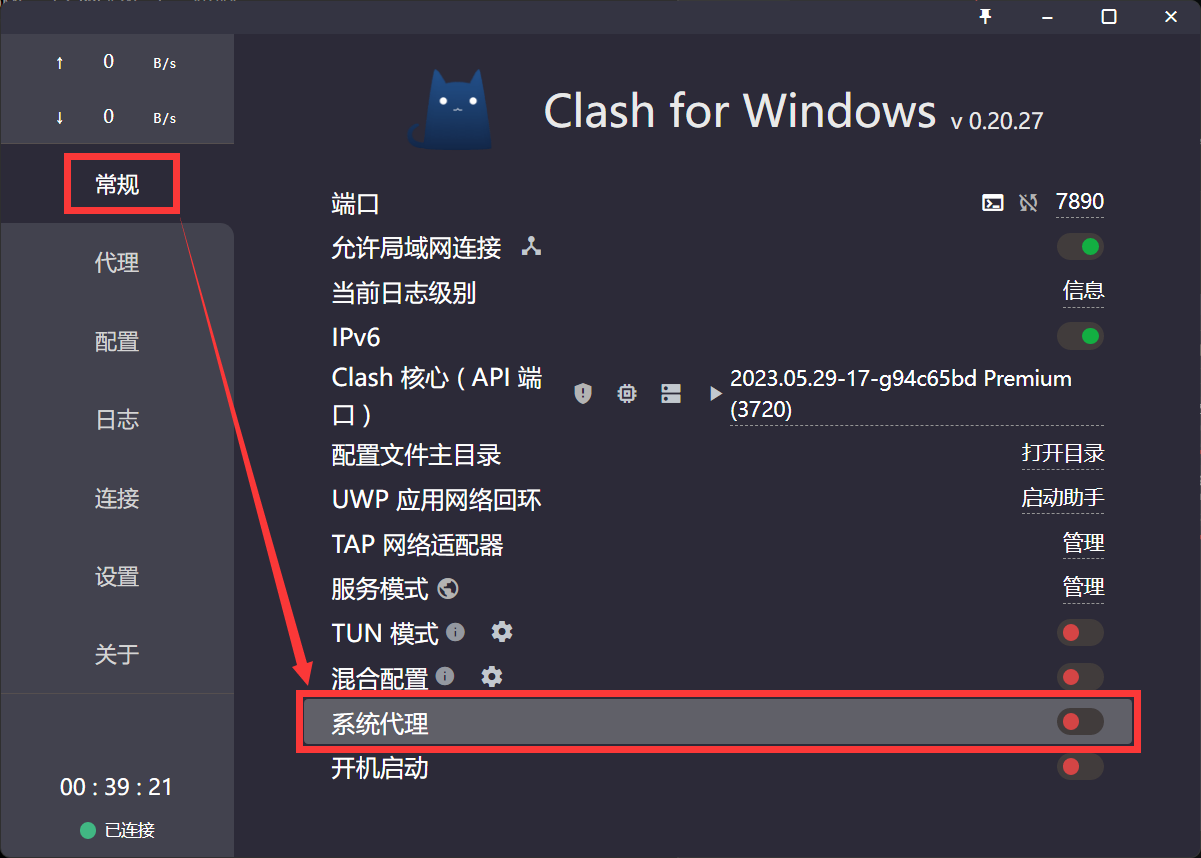 ↑ 0 B/s
↓ 0 B/s
常规
代理
配置
日志
连接
设置
关于
00 : 39 : 21
已连接
Clash for Windows v 0.20.27
端口 7890
允许局域网连接
当前日志级别 信息
IPv6
Clash 核心 ( API 端
口 )
2023.05.29-17-g94c65bd Premium
(3720)
配置文件主目录 打开目录
UWP 应用网络回环 启动助手
TAP 网络适配器 管理
服务模式 管理
TUN 模式
混合配置
系统代理
开机启动